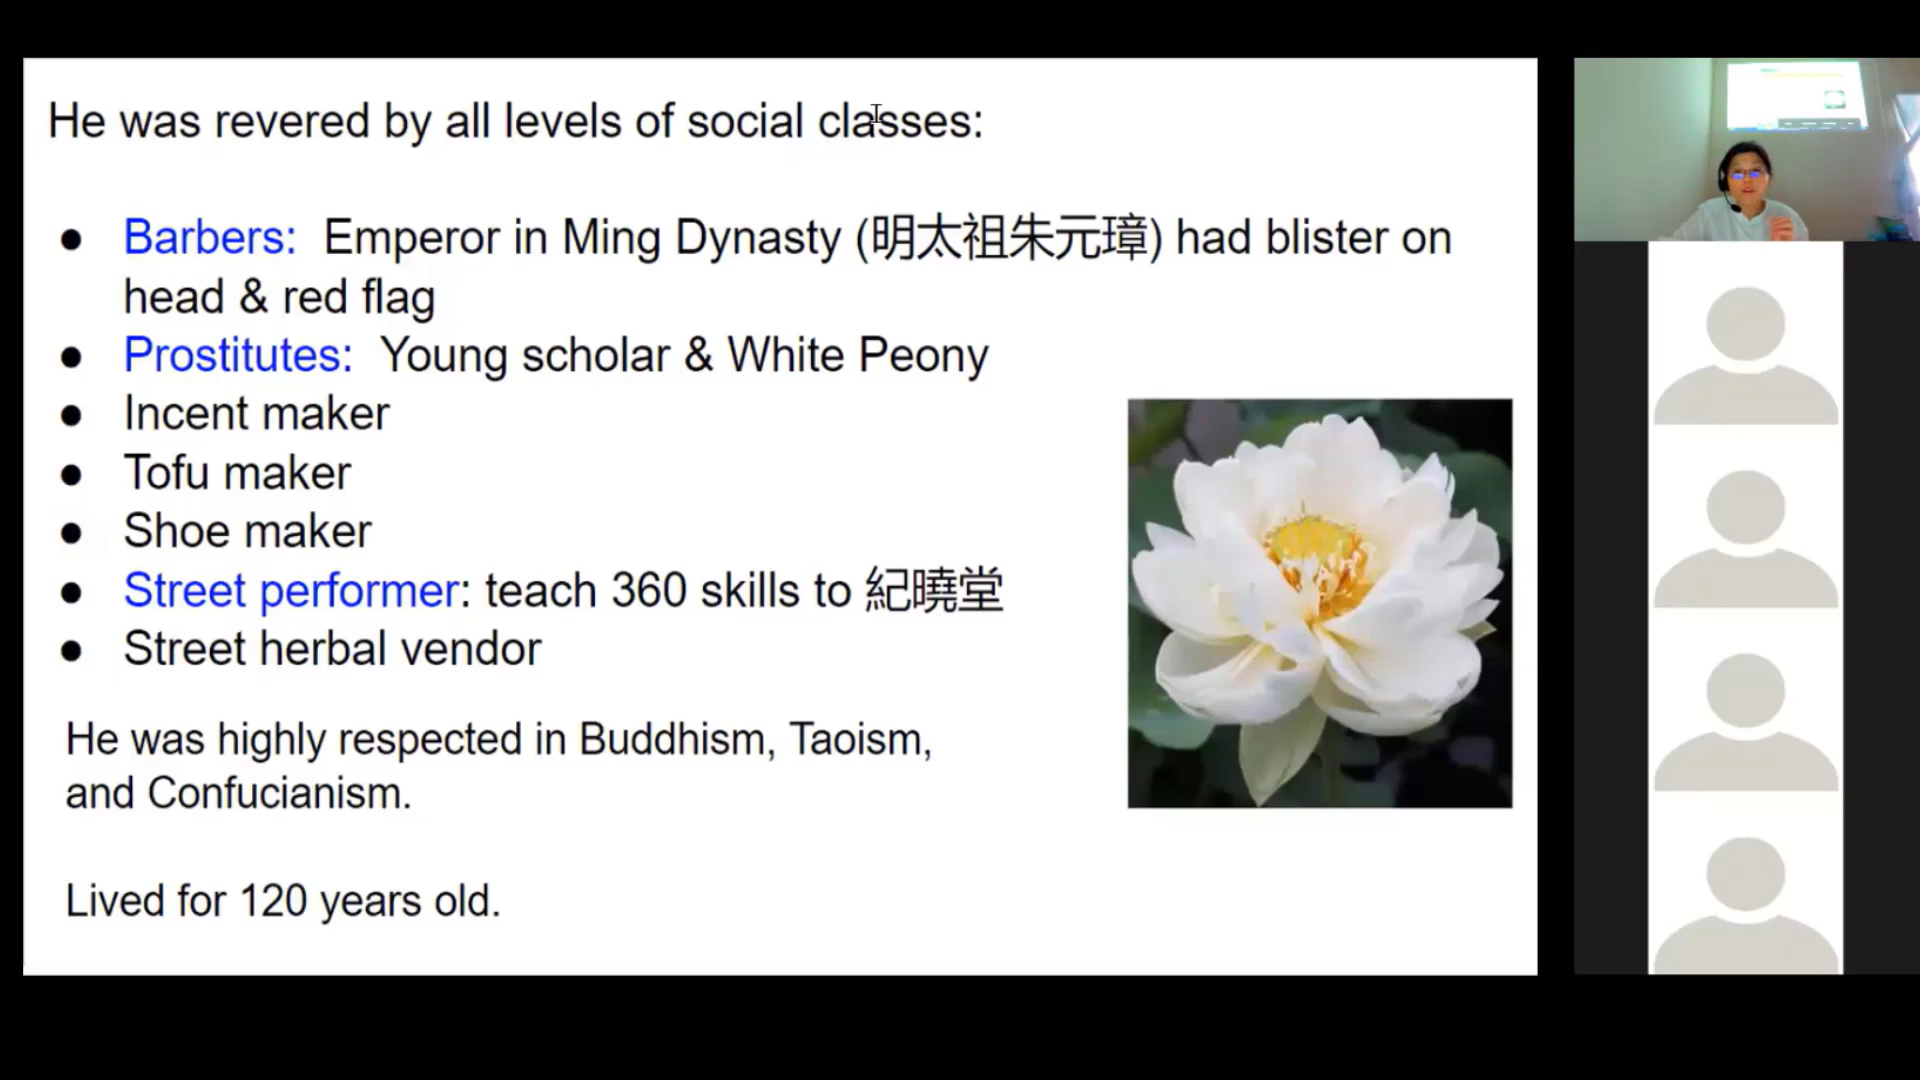 He was revered by all levels of social classes:
● Barbers: Emperor in Ming Dynasty (明太祖朱元璋) had blister on
head & red flag
● Prostitutes: Young scholar & White Peony
● Incent maker
● Tofu maker
● Shoe maker
● Street performer: teach 360 skills to 紀曉堂
● Street herbal vendor
He was highly respected in Buddhism, Taoism,
and Confucianism.
Lived for 120 years old.